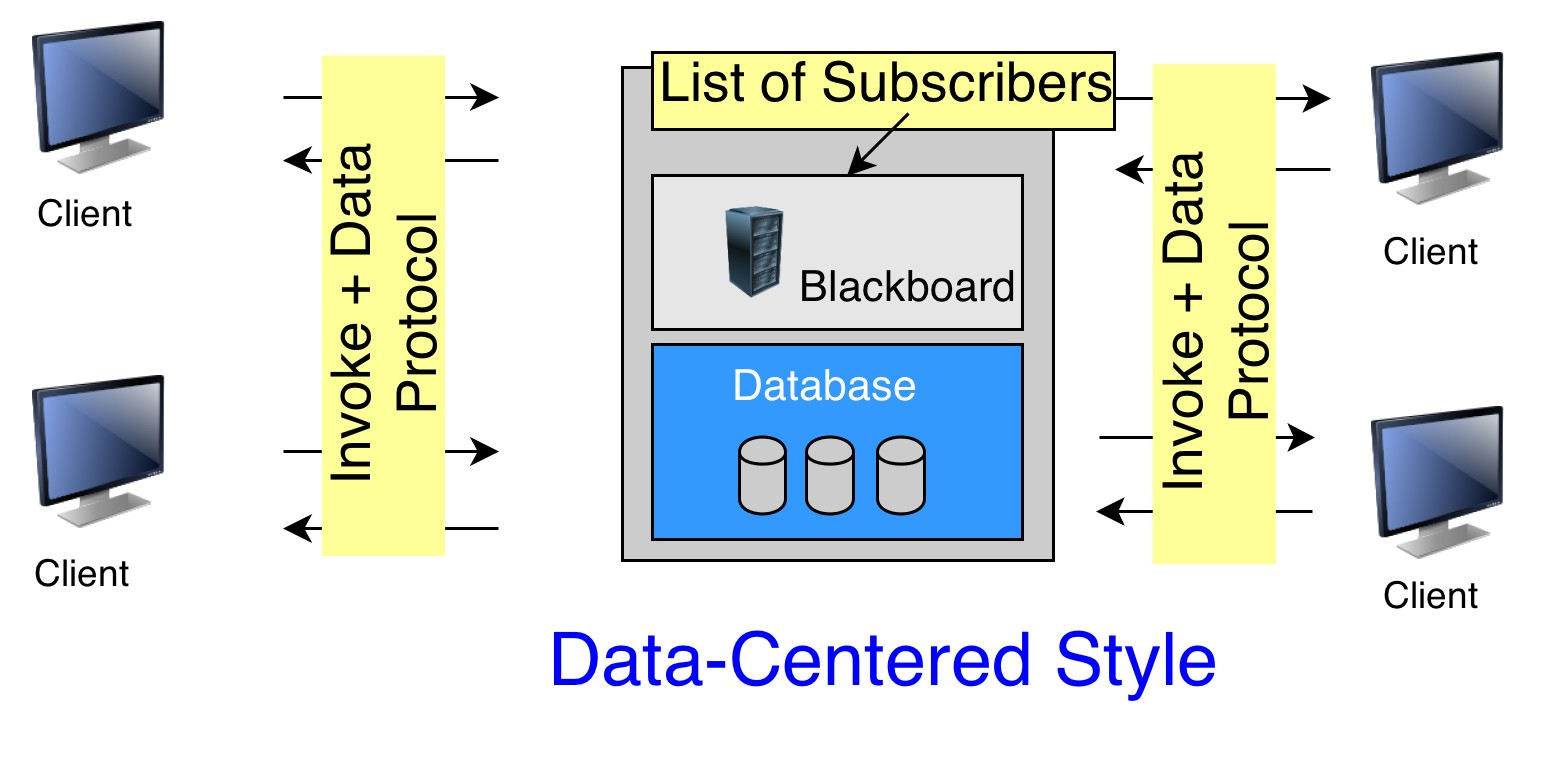 Client
Client
Invoke + Data
Protocol
List of Subscribers
Blackboard
Database
Invoke + Data
Protocol
Client
Client
Data-Centered Style